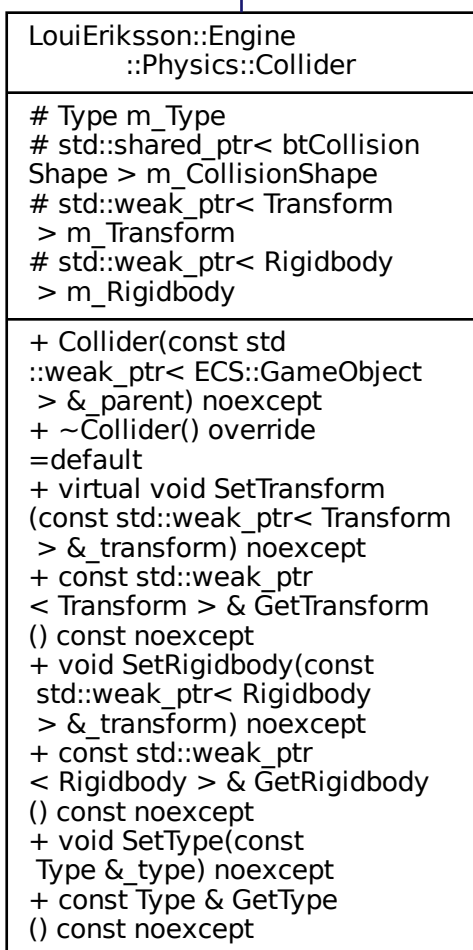 LouiEriksson::Engine
::Physics::Collider
# Type m_Type
# std::shared_ptr< btCollision
Shape > m_CollisionShape
# std::weak_ptr< Transform
> m_Transform
# std::weak_ptr< Rigidbody
> m_Rigidbody
+ Collider(const std
::weak_ptr< ECS::GameObject
> &_parent) noexcept
+ ~Collider() override
=default
+ virtual void SetTransform
(const std::weak_ptr< Transform
> &_transform) noexcept
+ const std::weak_ptr
< Transform > & GetTransform
() const noexcept
+ void SetRigidbody(const
std::weak_ptr< Rigidbody
> &_transform) noexcept
+ const std::weak_ptr
< Rigidbody > & GetRigidbody
() const noexcept
+ void SetType(const
Type &_type) noexcept
+ const Type & GetType
() const noexcept